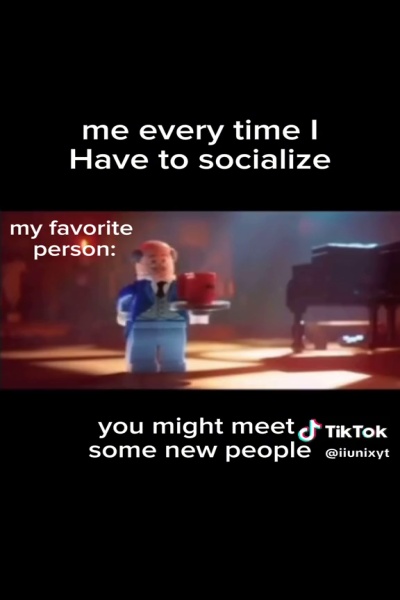 me every time I
Have to socialize
my favorite
person:
you might meet
some new people
TikTok
@iiunixyt